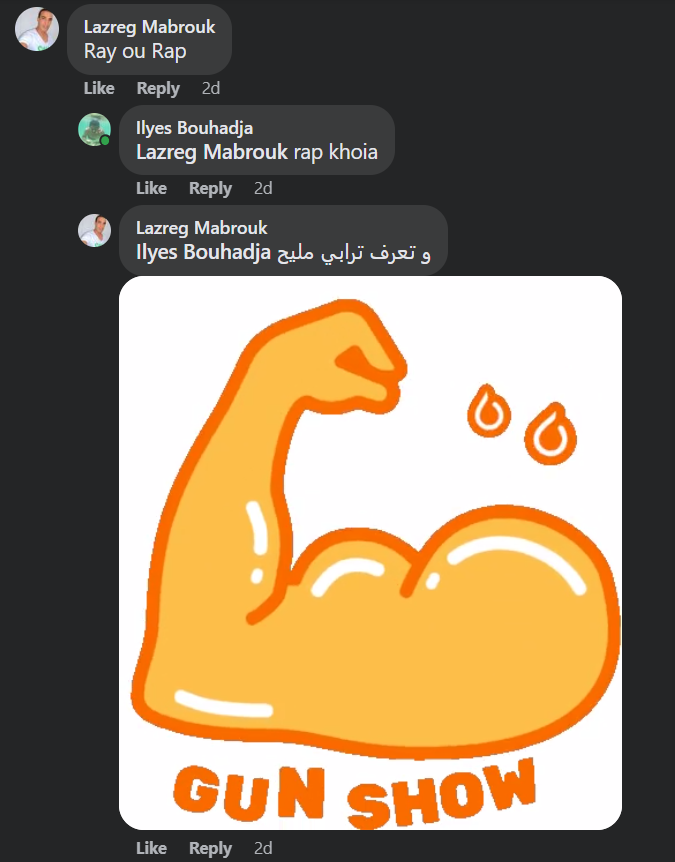 Lazreg Mabrouk
Ray ou Rap
Like Reply 2d
Ilyes Bouhadja
Lazreg Mabrouk rap khoia
Like Reply 2d
Lazreg Mabrouk
Ilyes Bouhadja و تعرف ترابي مليح
GUN SHOW
Like Reply 2d